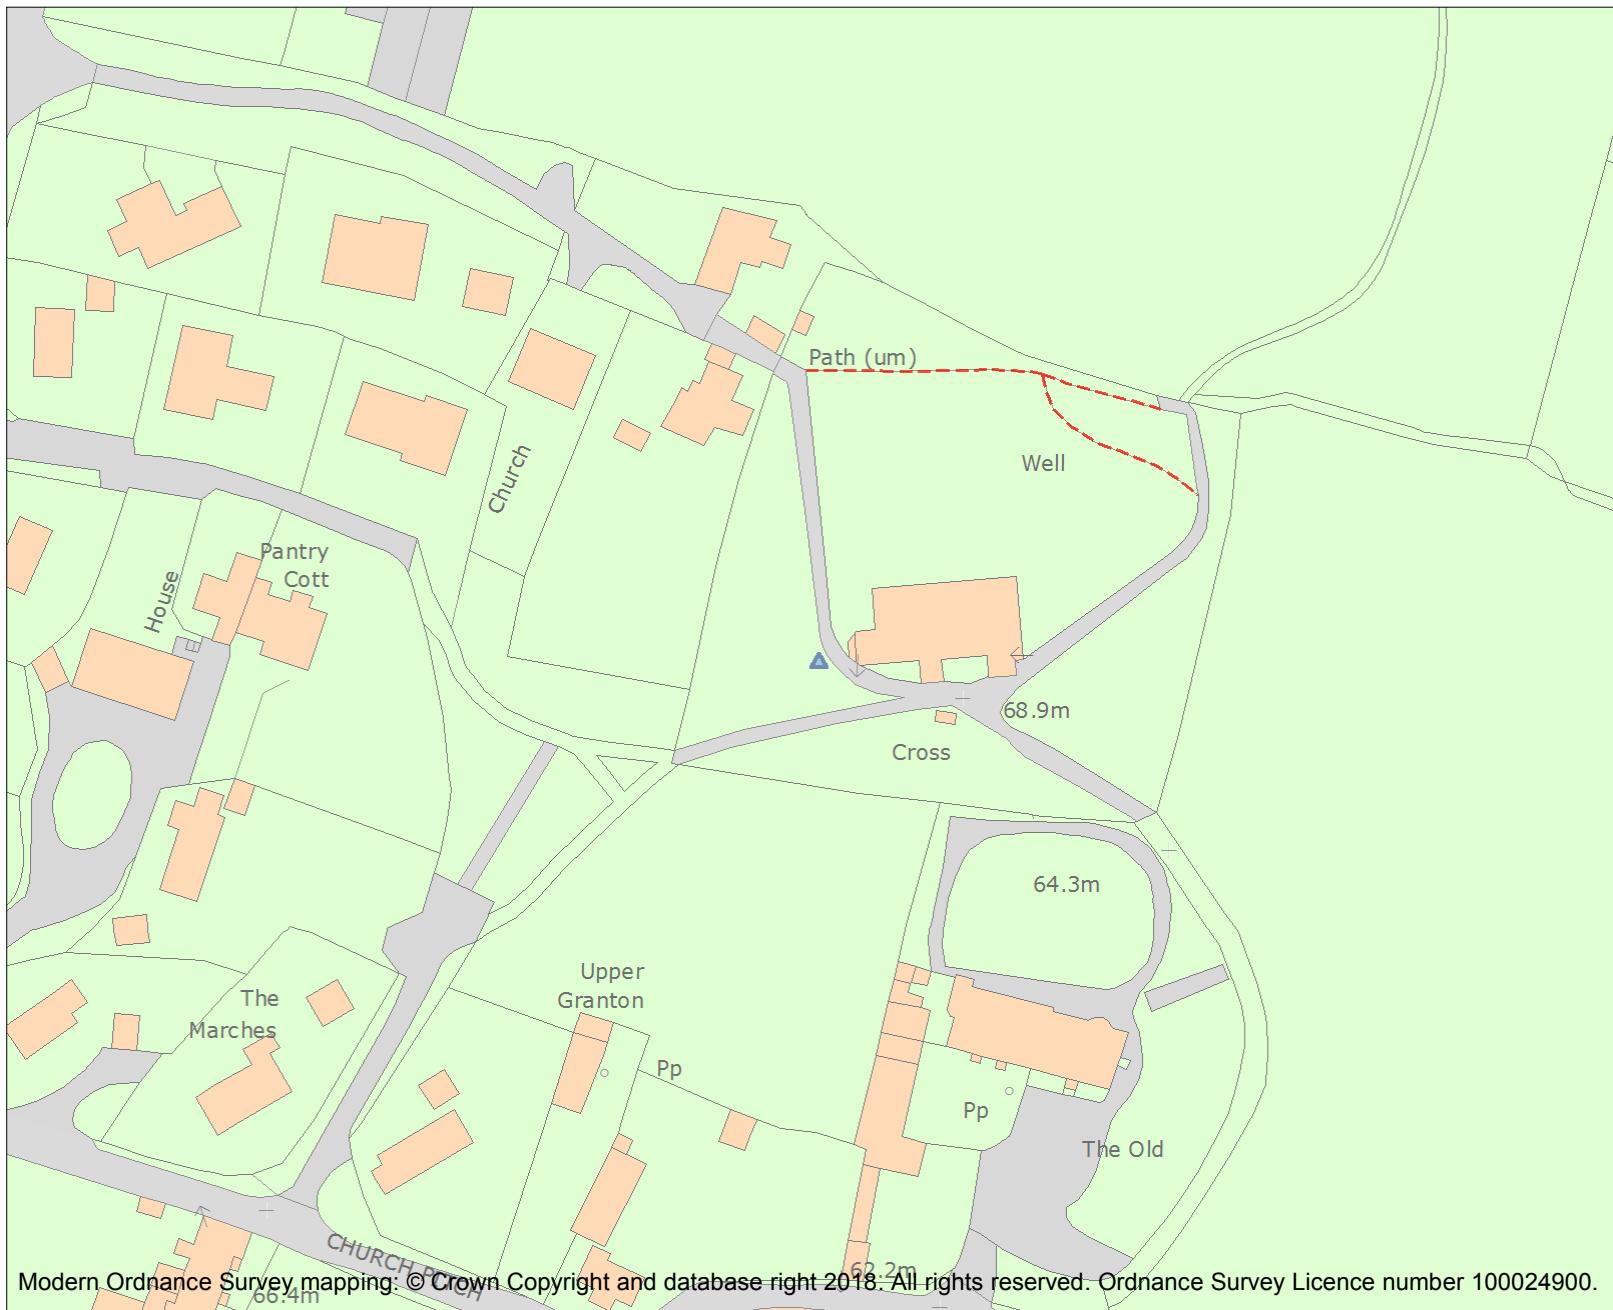 Path (um)
Well
Church
Pantry
Cott
House
68.9m
Cross
64.3m
Upper
Granton
The
Marches
Pp
Pp
The Old
CHURCH PITCH
62.2m
Modern Ordnance Survey mapping: © Crown Copyright and database right 2018. All rights reserved. Ordnance Survey Licence number 100024900.
66.4m